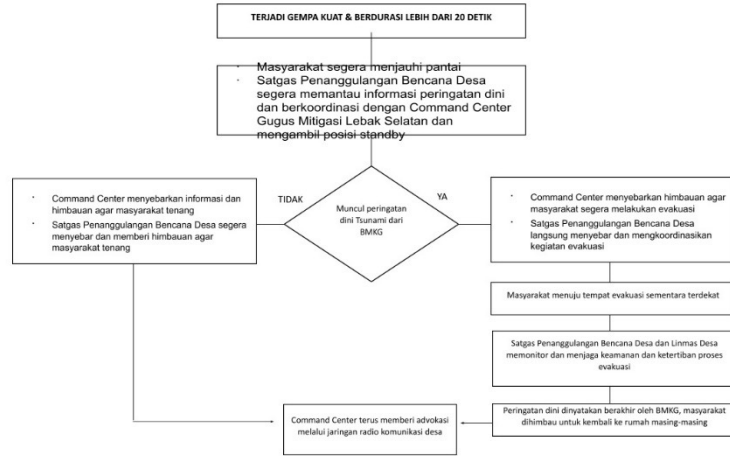 TERJADI GEMPA KUAT & BERDURASI LEBIH DARI 20 DETIK
· Masyarakat segera menjauhi pantai
· Satgas Penanggulangan Bencana Desa
segera memantau informasi peringatan dini
dan berkoordinasi dengan Command Center
Gugus Mitigasi Lebak Selatan dan
mengambil posisi standby
TIDAK
YA
Muncul peringatan
dini Tsunami dari
BMKG
· Command Center menyebarkan informasi dan
himbauan agar masyarakat tenang
· Satgas Penanggulangan Bencana Desa segera
menyebar dan memberi himbauan agar
masyarakat tenang
· Command Center menyebarkan himbauan agar
masyarakat segera melakukan evakuasi
· Satgas Penanggulangan Bencana Desa
langsung menyebar dan mengkoordinasikan
kegiatan evakuasi
Masyarakat menuju tempat evakuasi sementara terdekat
Satgas Penanggulangan Bencana Desa dan Linmas Desa
memonitor dan menjaga keamanan dan ketertiban proses
evakuasi
Peringatan dini dinyatakan berakhir oleh BMKG, masyarakat
dihimbau untuk kembali ke rumah masing-masing
Command Center terus memberi advokasi
melalui jaringan radio komunikasi desa